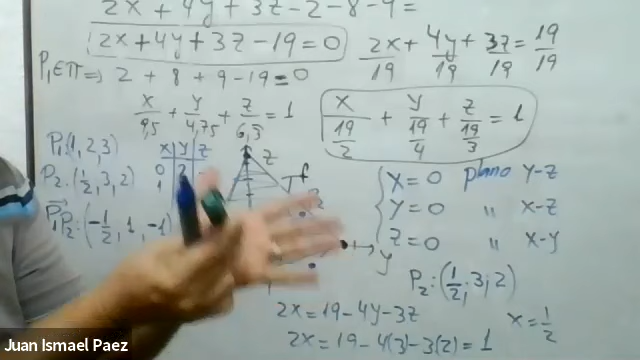 2x+4y+3z-2-8-9=
2x+4y+3z-19=0
2x/19 + 4y/19 + 3z/19 = 19/19
P₁∈π ⇒ 2 + 8 + 9 - 19 = 0
x/9,5 + y/4,75 + z/6,3 = 1
x/(19/2) + y/(19/4) + z/(19/3) = 1
P₁:(1,2,3)
P₂:(1/2,3,2)
P₁P₂:(-1/2,1,-1)
x y z
0 2
1
z
y
x=0 plano y-z
y=0 " x-z
z=0 " x-y
P₂:(1/2;3;2)
2x=19-4y-3z
x=1/2
2x=19-4(3)-3(2)=1
Juan Ismael Paez